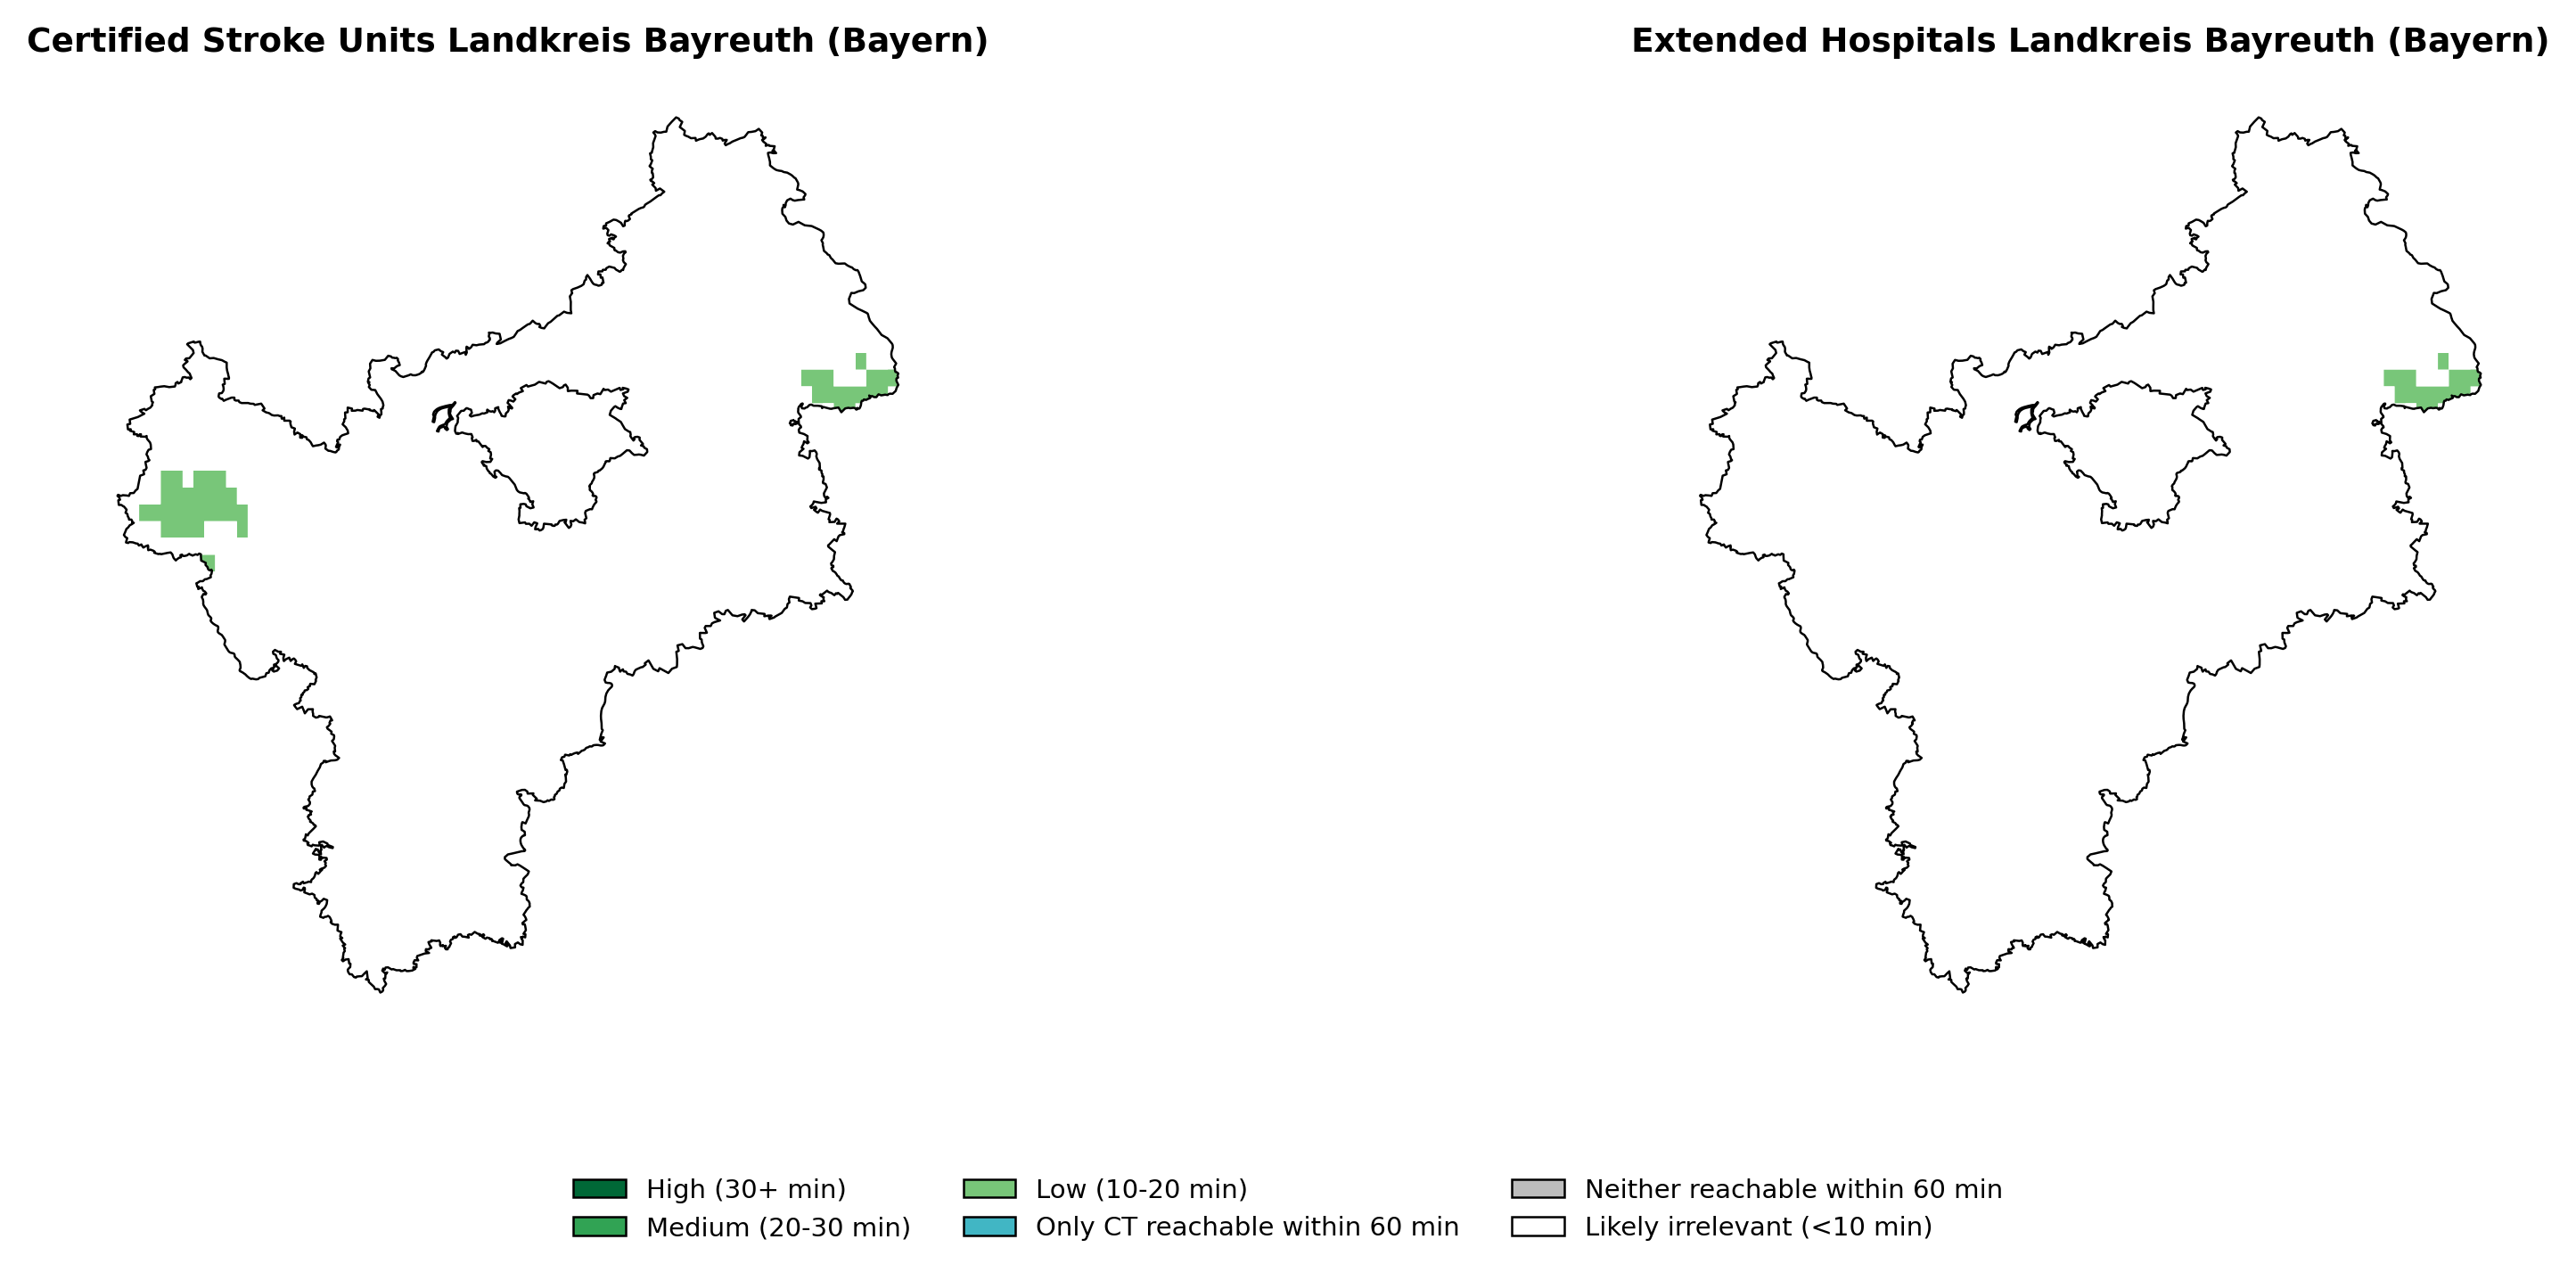 Certified Stroke Units Landkreis Bayreuth (Bayern)
Extended Hospitals Landkreis Bayreuth (Bayern)
High (30+ min)
Medium (20-30 min)
Low (10-20 min)
Only CT reachable within 60 min
Neither reachable within 60 min
Likely irrelevant (<10 min)